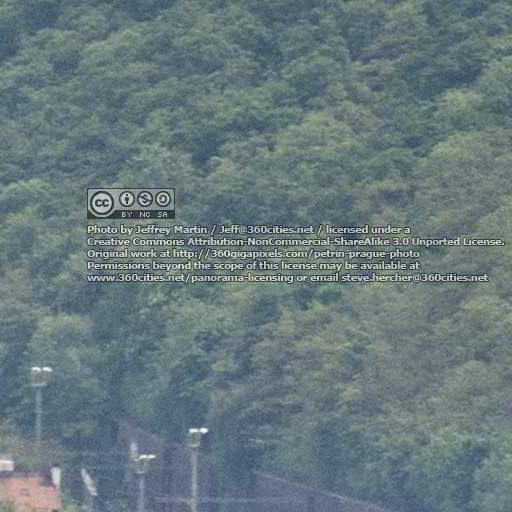 cc BY NC SA
Photo by Jeffrey Martin / Jeff@360cities.net / licensed under a
Creative Commons Attribution-NonCommercial-ShareAlike 3.0 Unported License.
Original work at http://360gigapixels.com/petrin-prague-photo
Permissions beyond the scope of this license may be available at
www.360cities.net/panorama-licensing or email steve.hercher@360cities.net